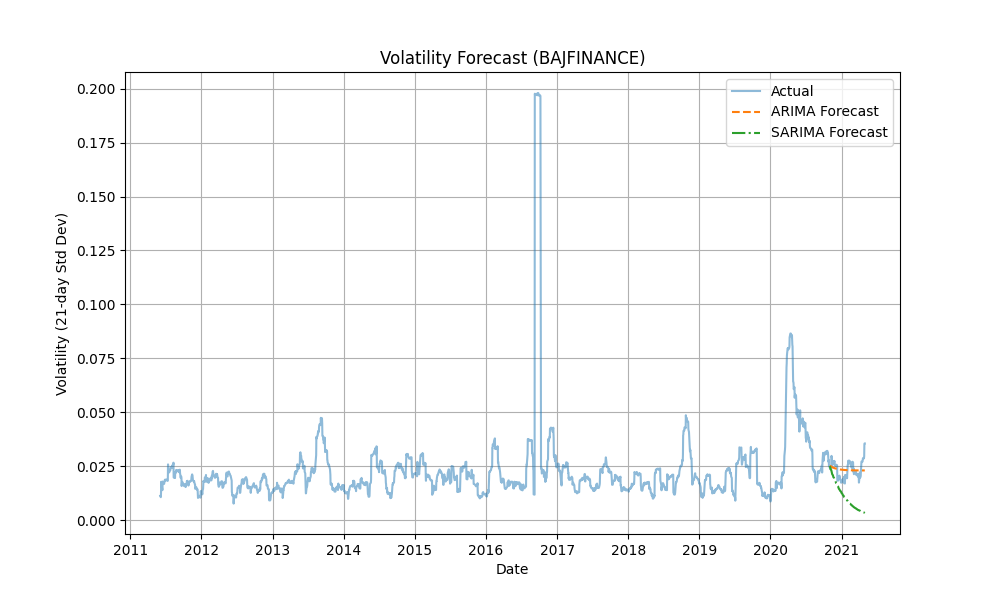 Volatility Forecast (BAJFINANCE)
Actual
ARIMA Forecast
SARIMA Forecast
Volatility (21-day Std Dev)
0.200
0.175
0.150
0.125
0.100
0.075
0.050
0.025
0.000
2011 2012 2013 2014 2015 2016 2017 2018 2019 2020 2021
Date